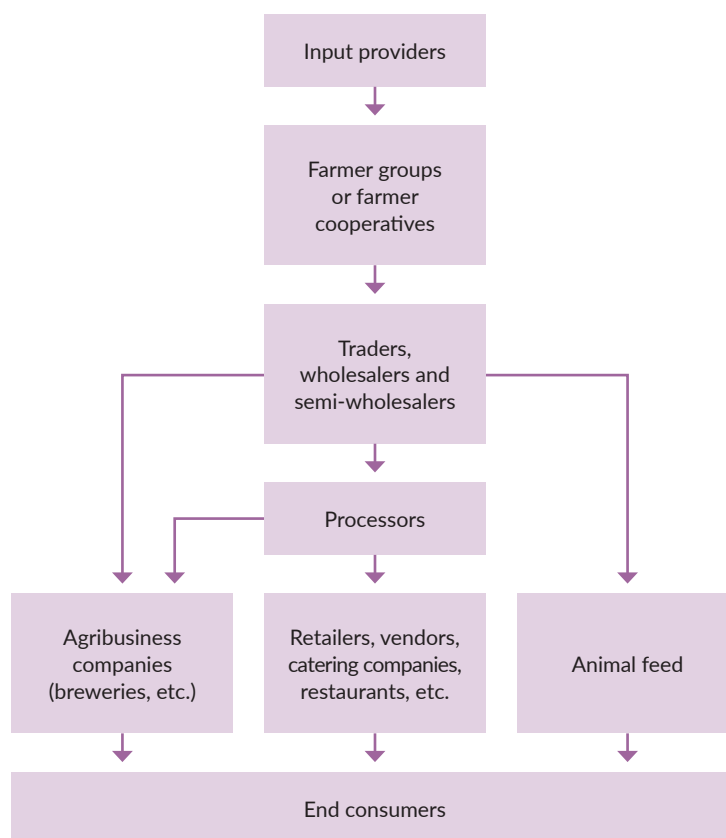 Input providers
Farmer groups
or farmer
cooperatives
Traders,
wholesalers and
semi-wholesalers
Processors
Agribusiness
companies
(breweries, etc.)
Retailers, vendors,
catering companies,
restaurants, etc.
Animal feed
End consumers